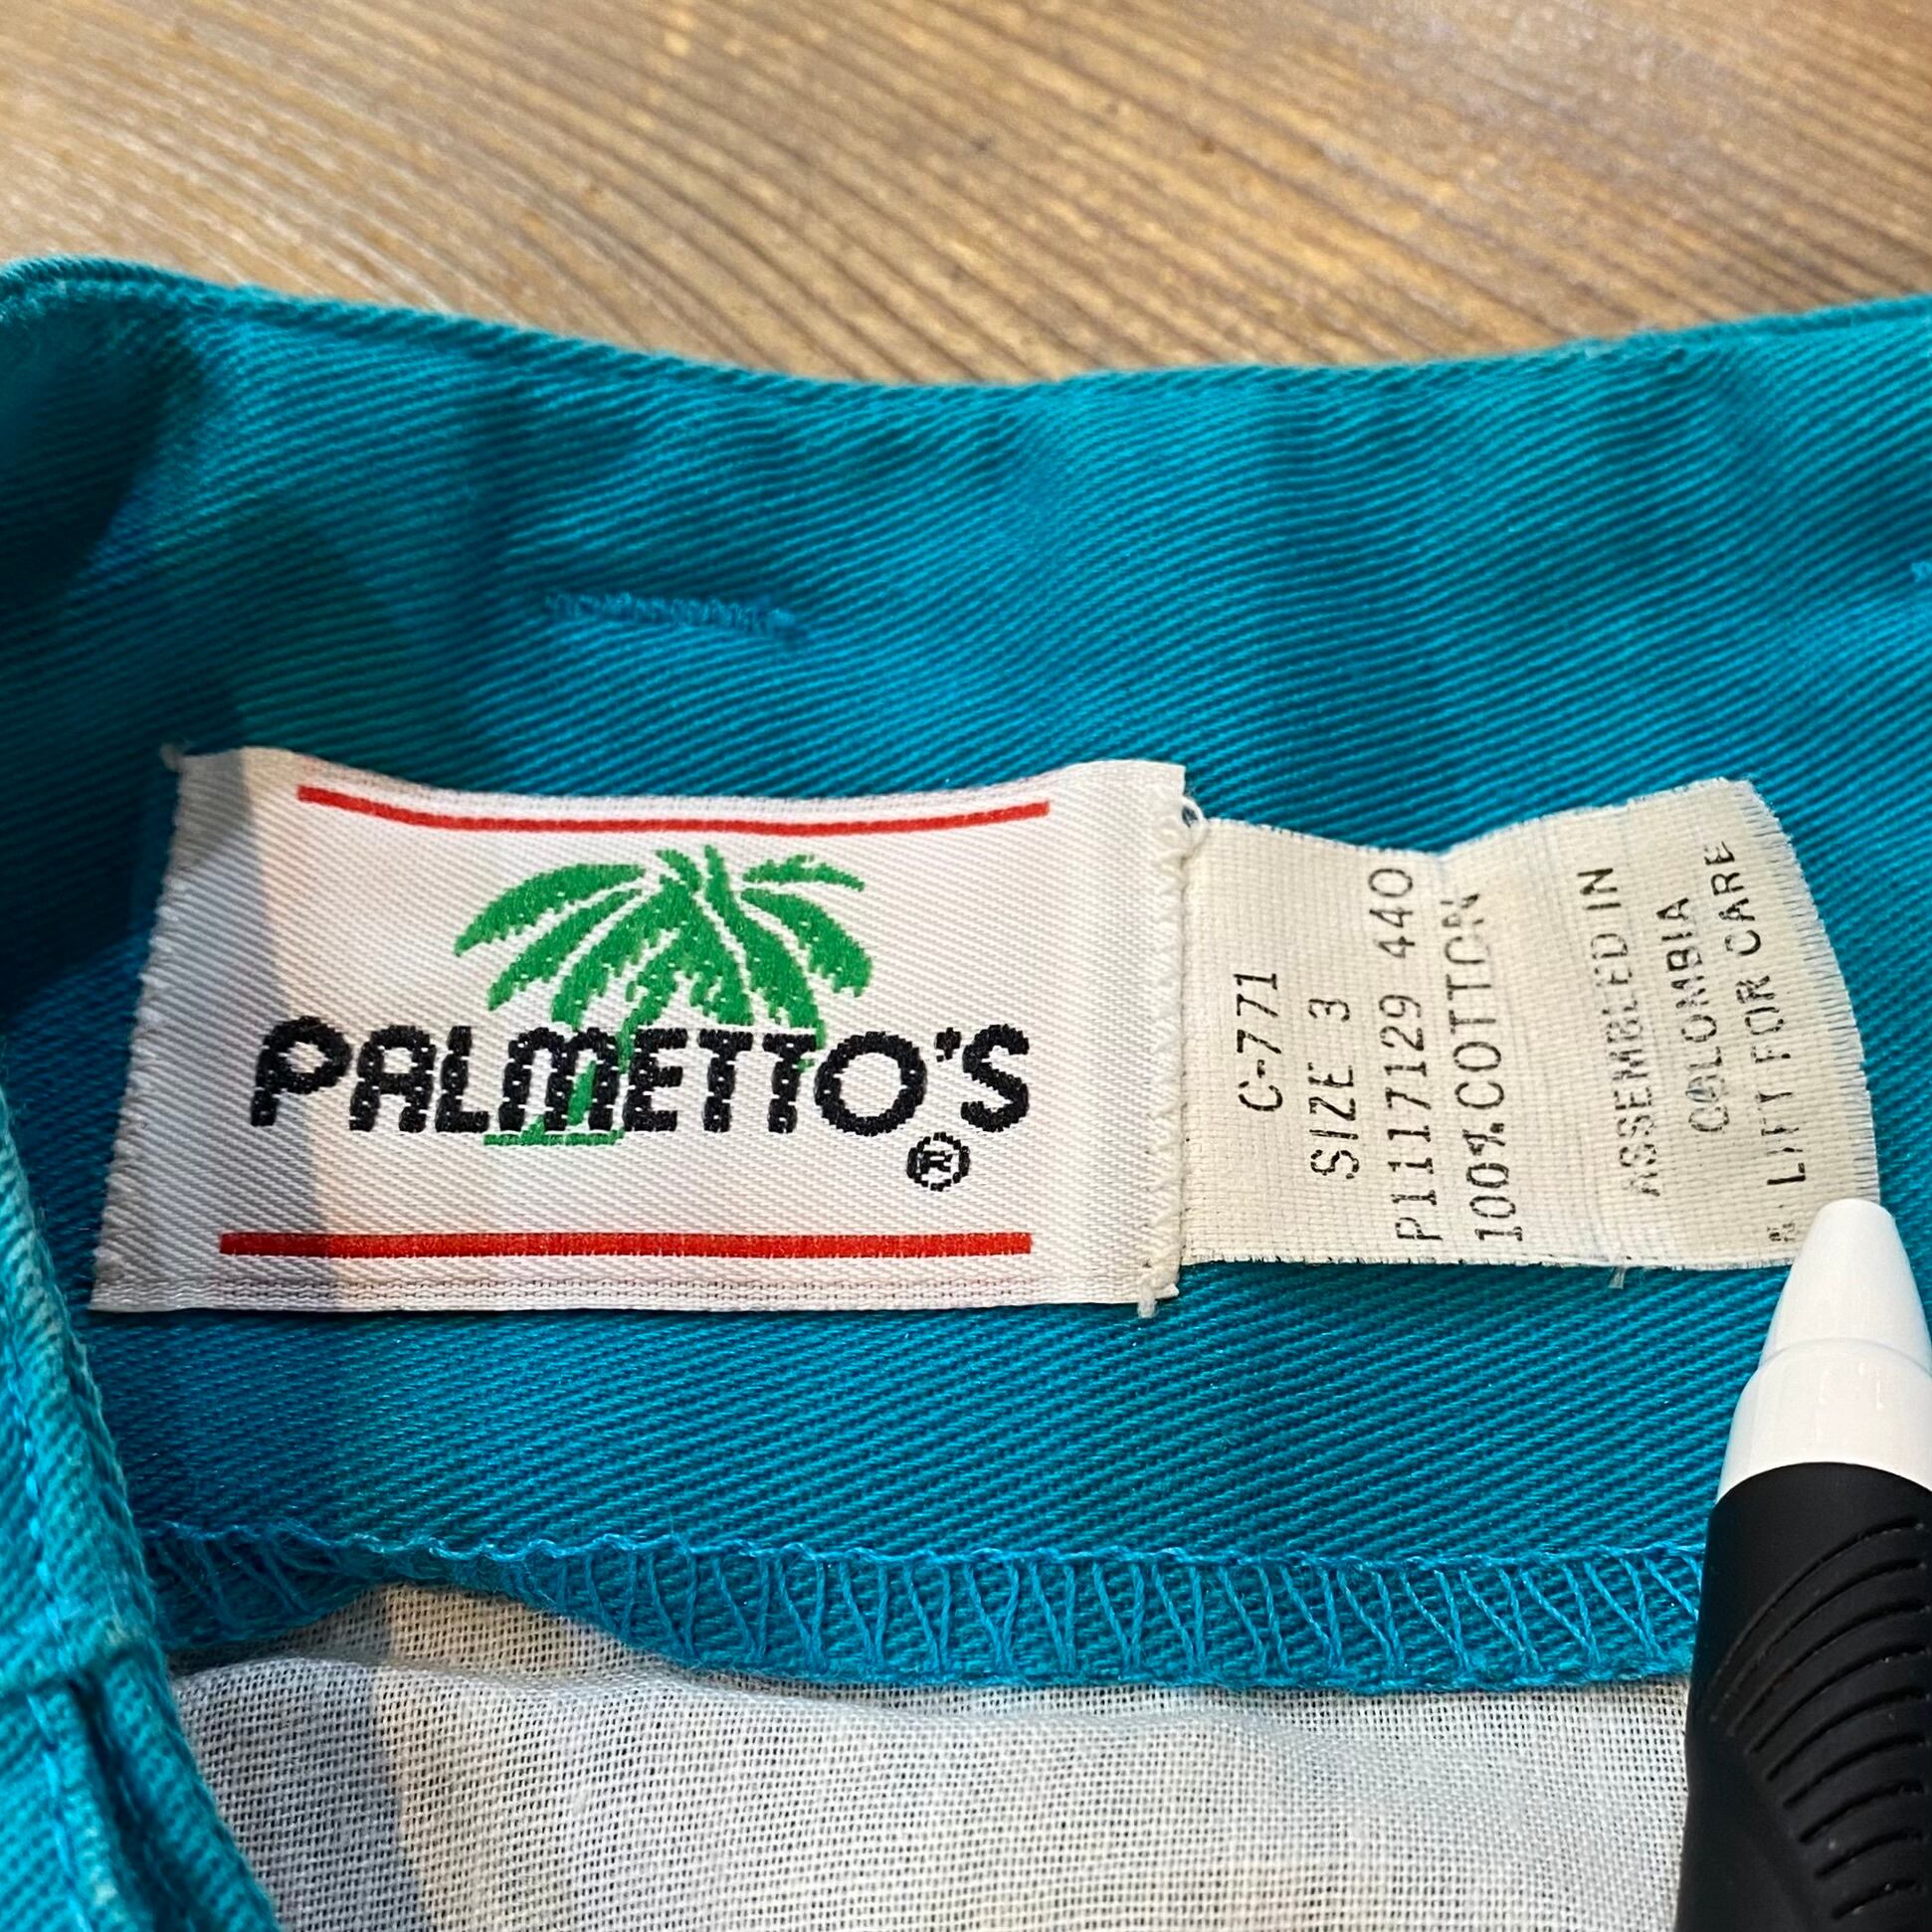 PALMETTO'S
®
C-771
SIZE 3
P1117129 440
100% COTTON
ASSEMBLED IN
COLOMBIA
LIFT FOR CARE